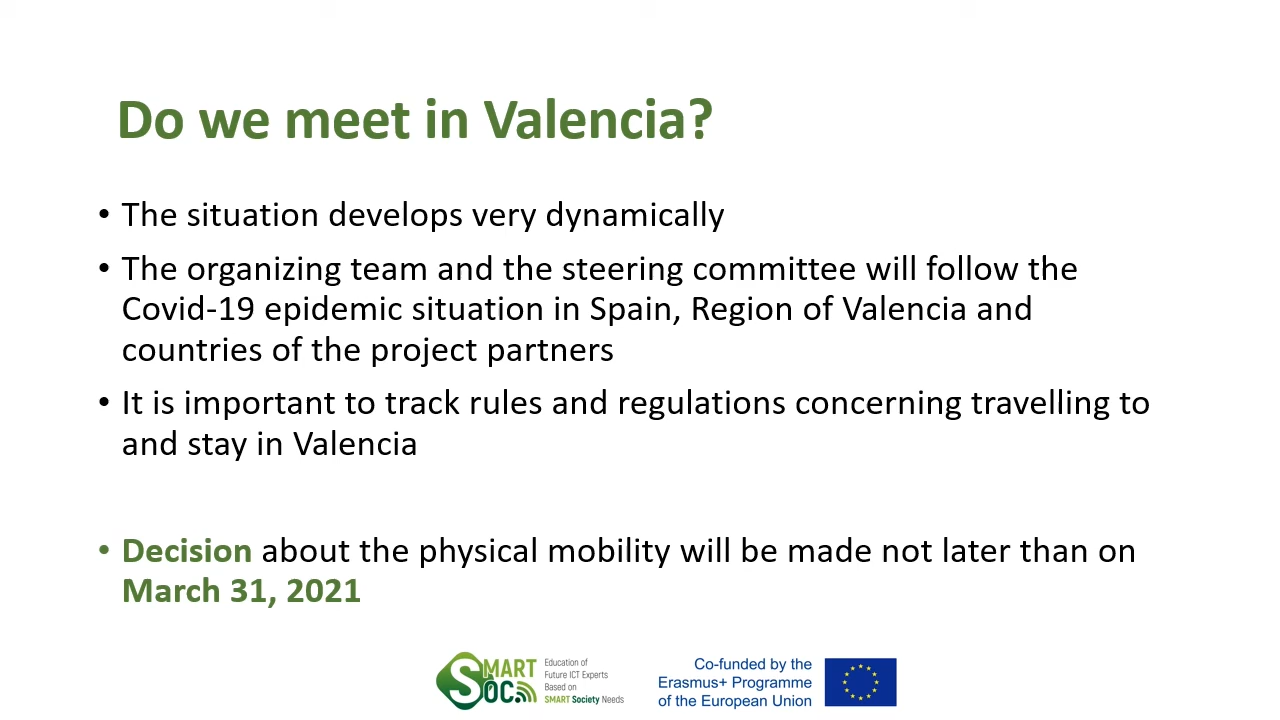 Do we meet in Valencia?
• The situation develops very dynamically
• The organizing team and the steering committee will follow the
Covid-19 epidemic situation in Spain, Region of Valencia and
countries of the project partners
• It is important to track rules and regulations concerning travelling to
and stay in Valencia
• Decision about the physical mobility will be made not later than on
March 31, 2021
SMART
SOC
Education of
Future ICT Experts
Based on
SMART Society Needs
Co-funded by the
Erasmus+ Programme
of the European Union